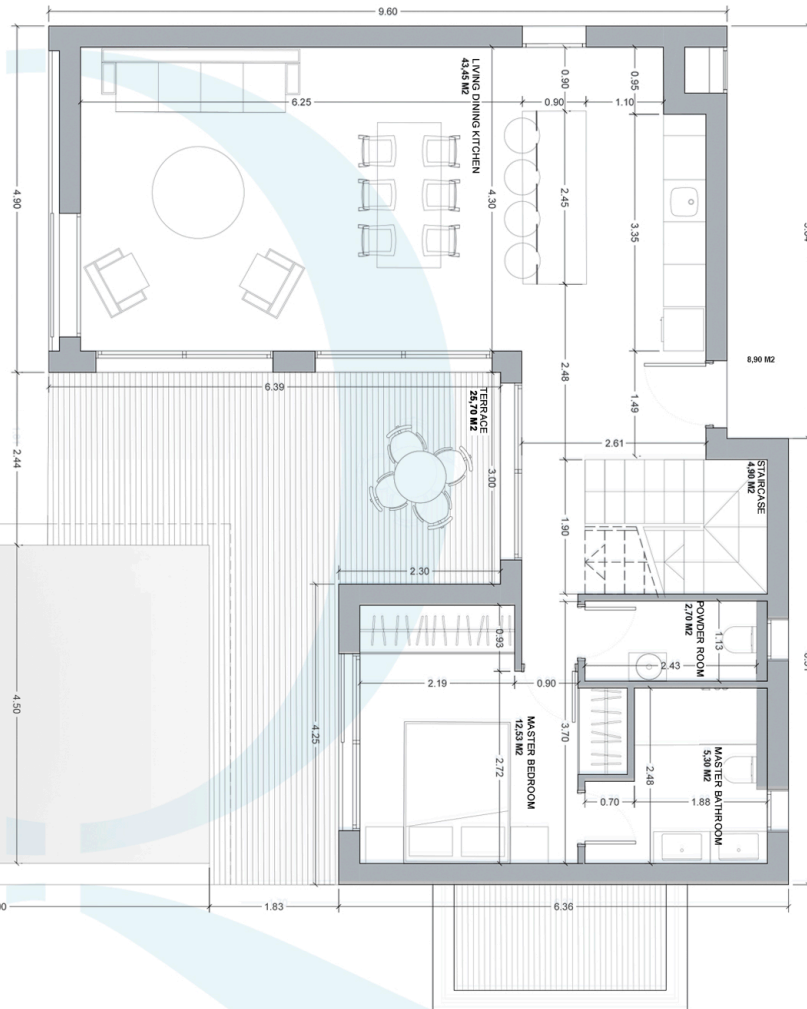 9.60
LIVING DINING KITCHEN
43,45 M2
6.25
0.90
0.90
1.10
0.95
4.90
4.30
2.45
3.35
8,90 M2
2.48
1.49
6.39
TERRACE
25,70 M2
2.61
2.44
3.00
STAIRCASE
4,90 M2
1.90
2.30
POWDER ROOM
2,70 M2
1.13
2.43
0.93
2.19
0.90
4.50
4.25
MASTER BEDROOM
12,53 M2
3.70
2.72
2.48
MASTER BATHROOM
5,30 M2
0.70
1.88
1.83
6.36